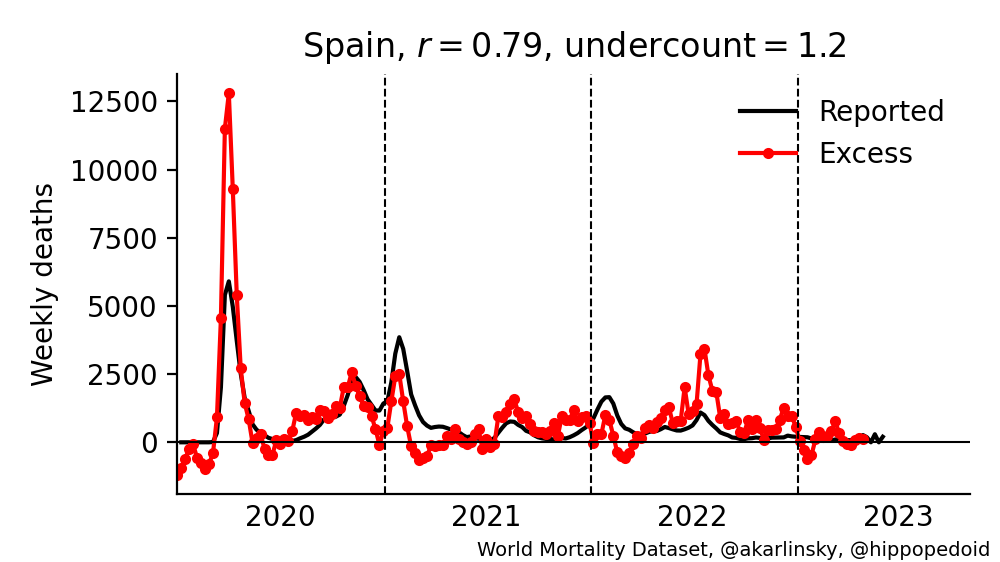 Spain, r = 0.79, undercount = 1.2
12500
10000
7500
5000
2500
0
Weekly deaths
Reported
Excess
2020 2021 2022 2023
World Mortality Dataset, @akarlinsky, @hippopedoid